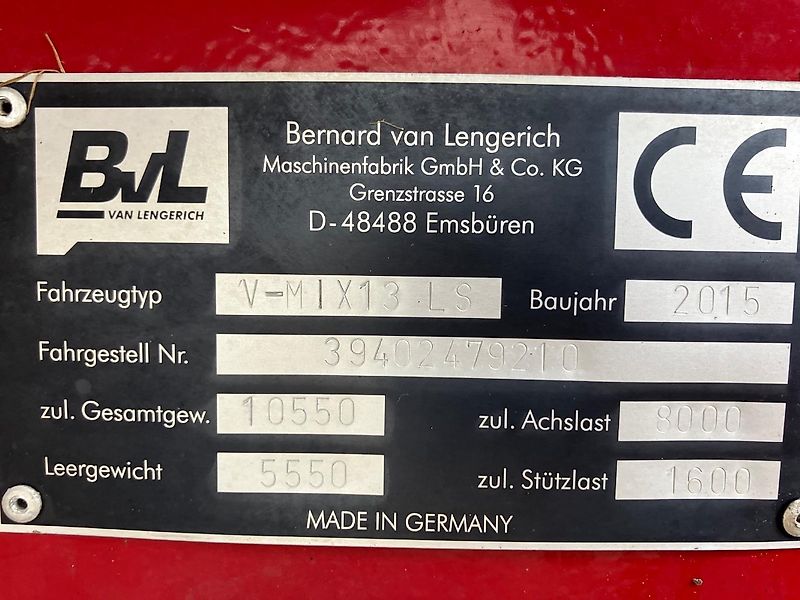 BvL
VAN LENGERICH
Bernard van Lengerich
Maschinenfabrik GmbH & Co. KG
Grenzstrasse 16
D-48488 Emsbüren
CE
Fahrzeugtyp V-MIX13 LS Baujahr 2015
Fahrgestell Nr. 39402479210
zul. Gesamtgew. 10550 zul. Achslast 8000
Leergewicht 5550 zul. Stützlast 1600
MADE IN GERMANY